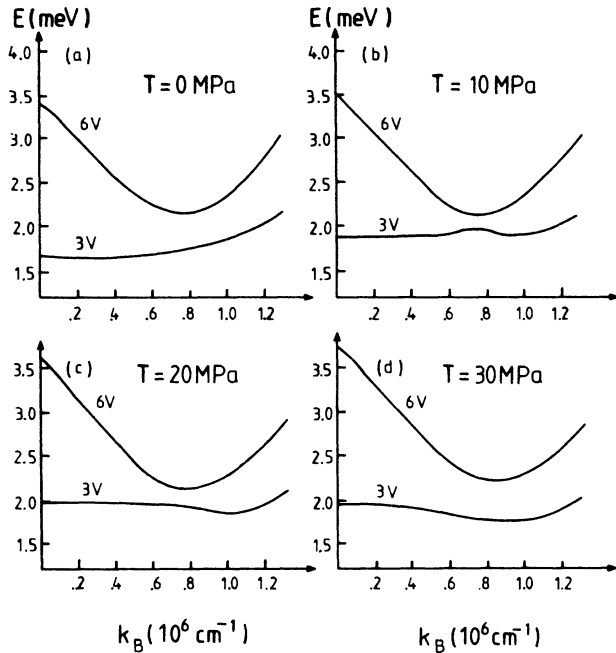 E(meV)
4.0
3.5
3.0
2.5
2.0
1.5
(a)
T=0 MPa
6V
3V
.2 .4 .6 .8 1.0 1.2
E(meV)
4.0
3.5
3.0
2.5
2.0
1.5
(b)
T=10 MPa
6V
3V
.2 .4 .6 .8 1.0 1.2
3.5
3.0
2.5
2.0
1.5
(c)
T=20MPa
6V
3V
.2 .4 .6 .8 1.0 1.2
k_B (10^6 cm^-1)
3.5
3.0
2.5
2.0
1.5
(d)
T=30MPa
6V
3V
.2 .4 .6 .8 1.0 1.2
k_B (10^6 cm^-1)